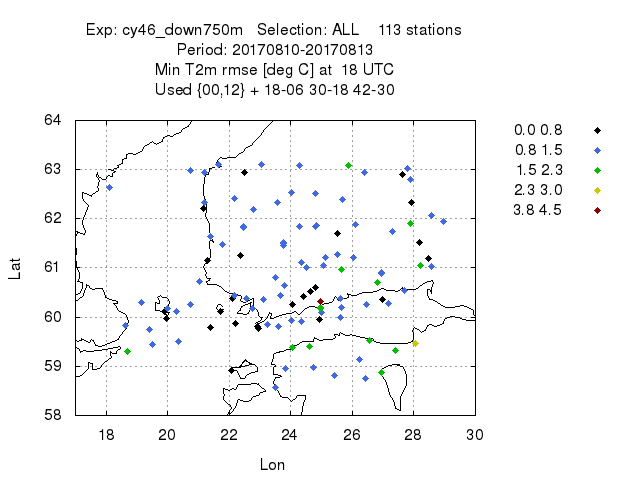 Exp: cy46_down750m Selection: ALL 113 stations
Period: 20170810-20170813
Min T2m rmse [deg C] at 18 UTC
Used {00,12} + 18-06 30-18 42-30
64
63
62
61
60
59
58
Lat
18 20 22 24 26 28 30
Lon
0.0 0.8
0.8 1.5
1.5 2.3
2.3 3.0
3.8 4.5